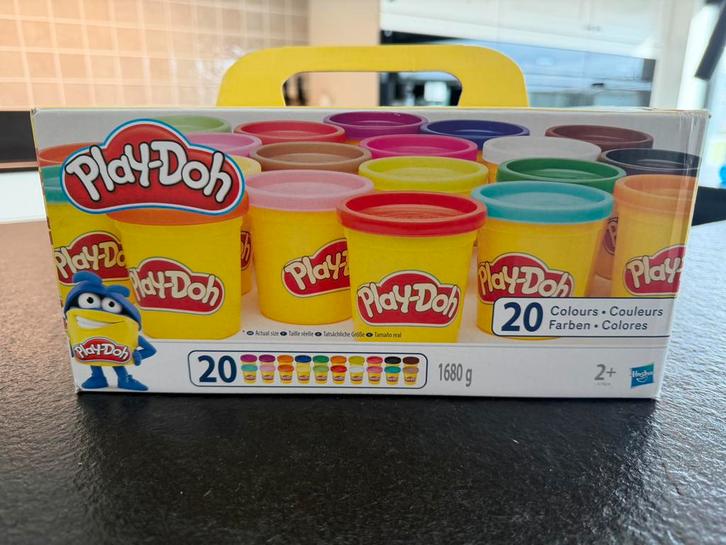 Play-Doh
Play-Doh
Play-Doh
Play-D
Play-Doh
Play-Doh
Play-
Play-Doh
* Actual size Taille réelle Tatsächliche Größe Tamaño real
20 Colours • Couleurs
Farben • Colores
20
1680 g
2+
Hasbro